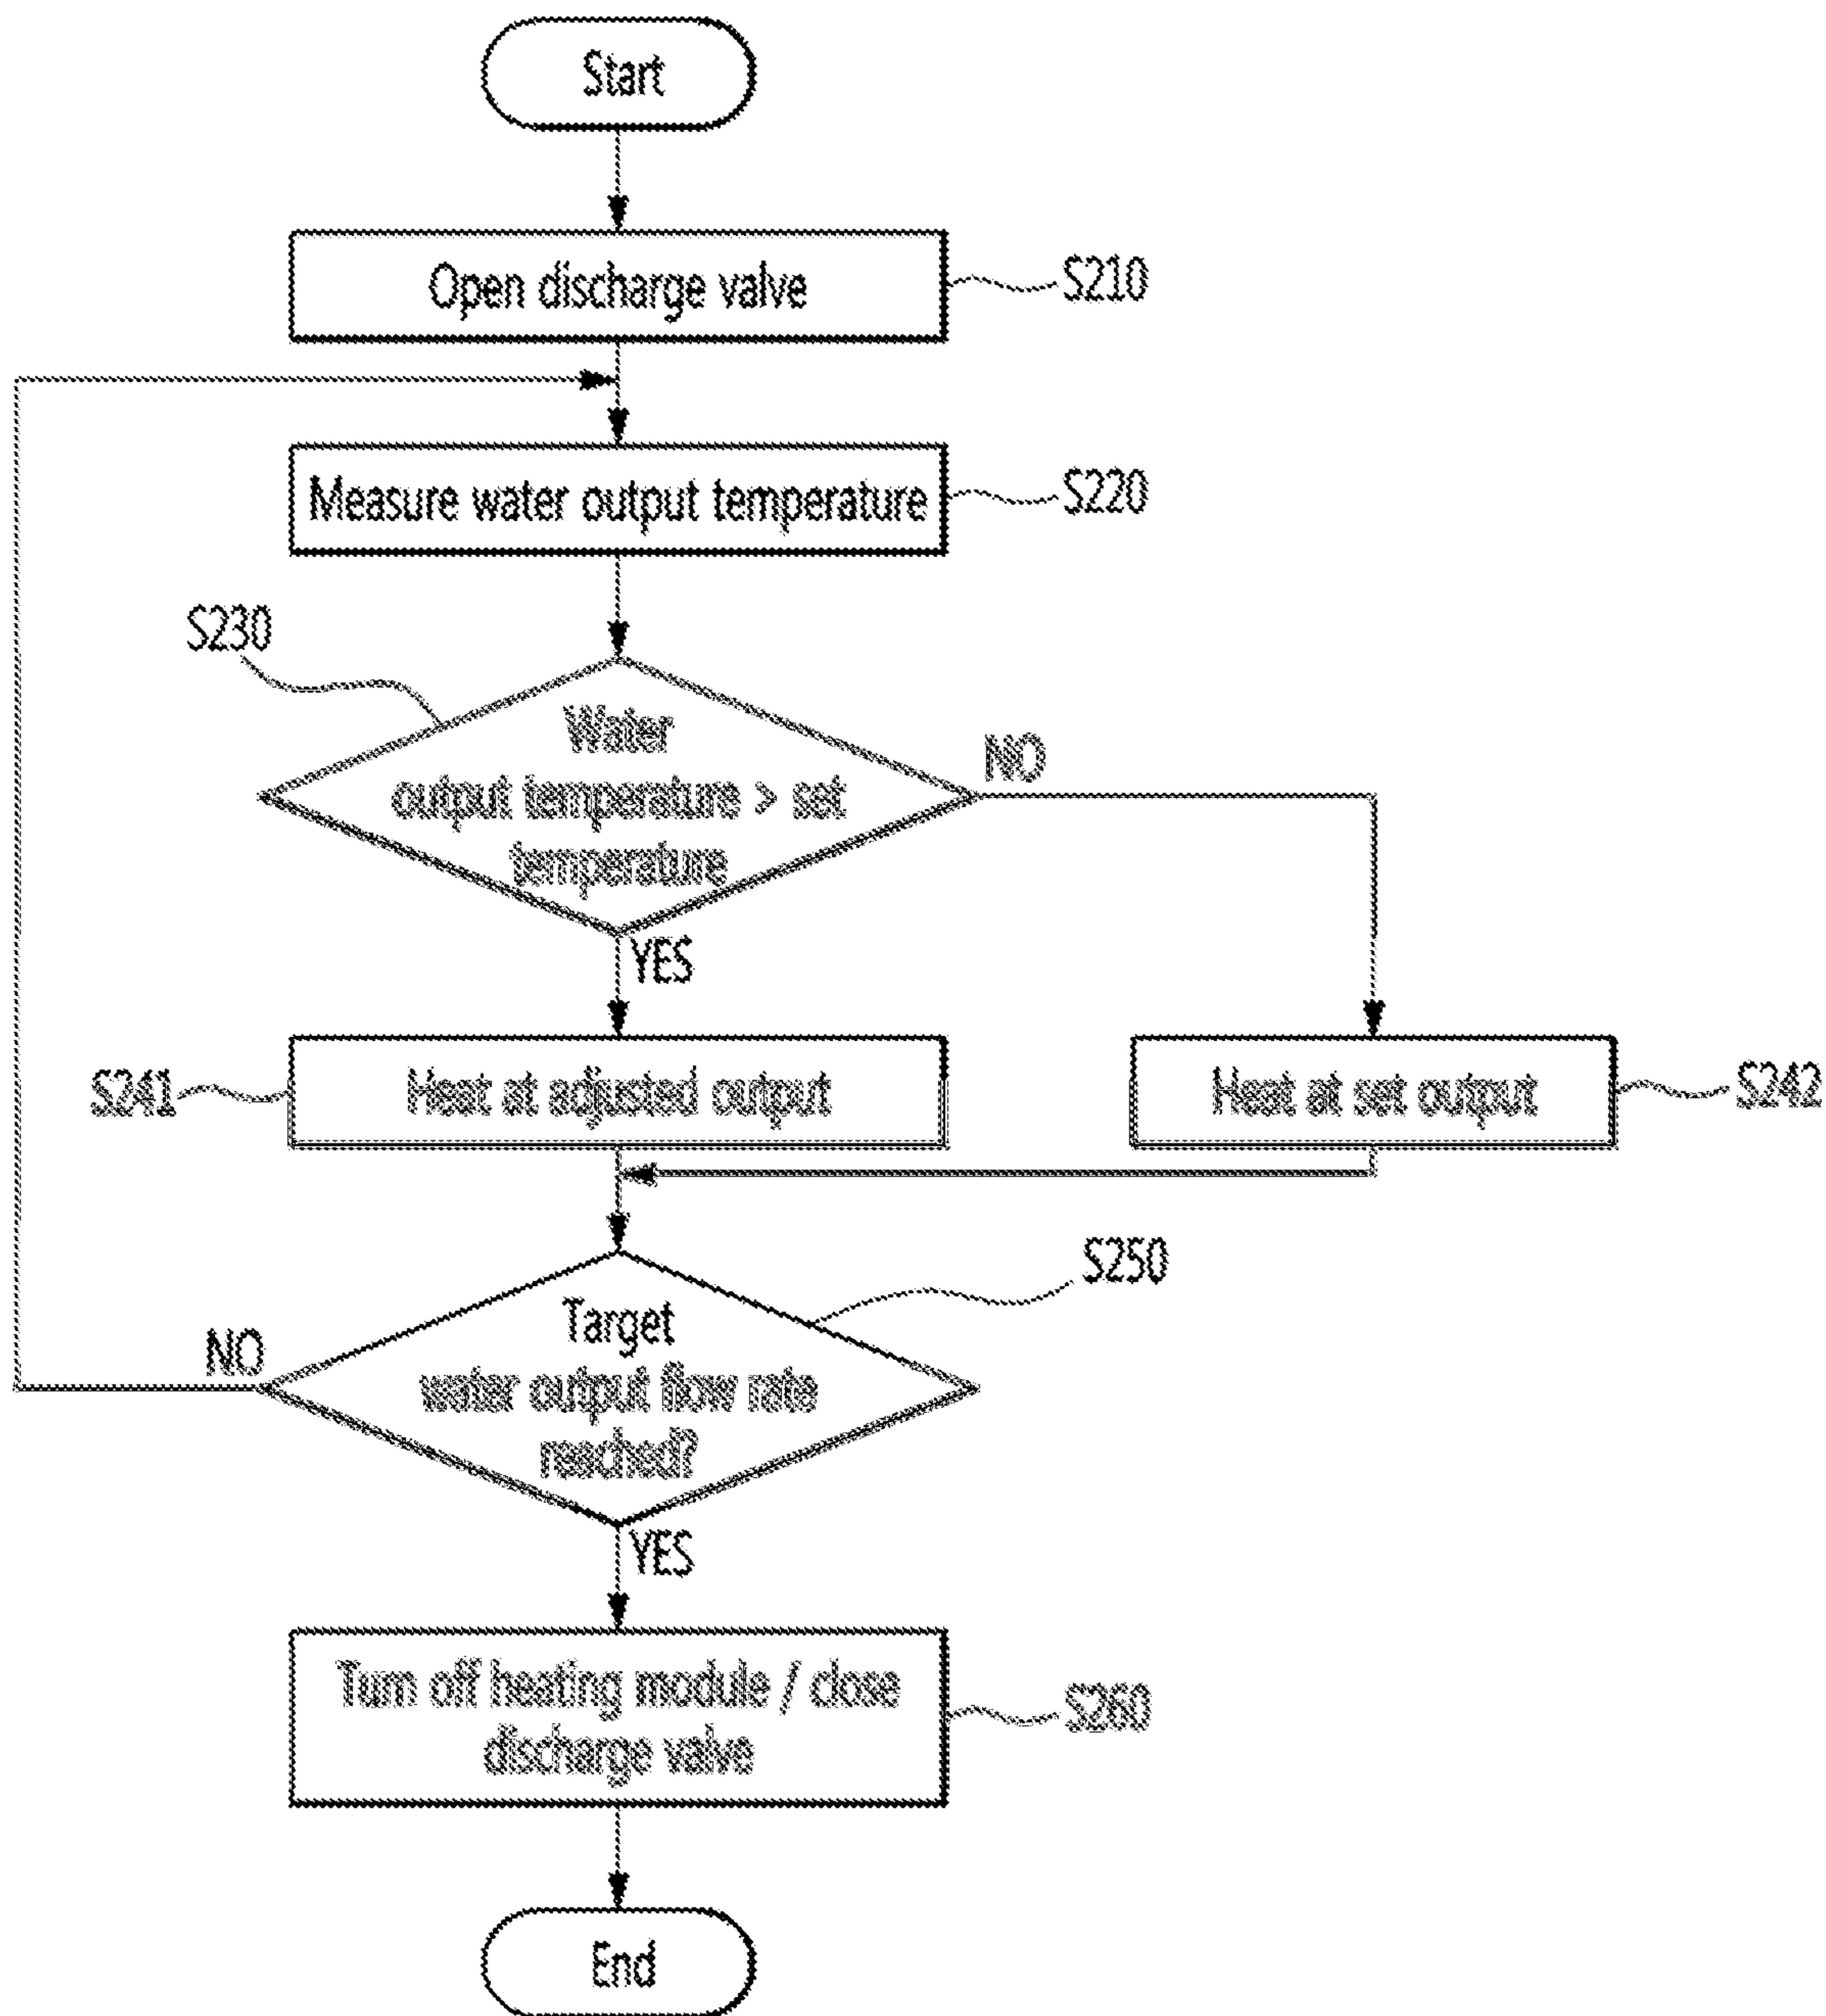 Start
Open discharge valve
S210
Measure water output temperature
S220
S230
Water
output temperature > set
temperature
NO
YES
S241
Heat at adjusted output
Heat at set output
S242
S250
Target
water output flow rate
reached?
NO
YES
Turn off heating module / close
discharge valve
S260
End